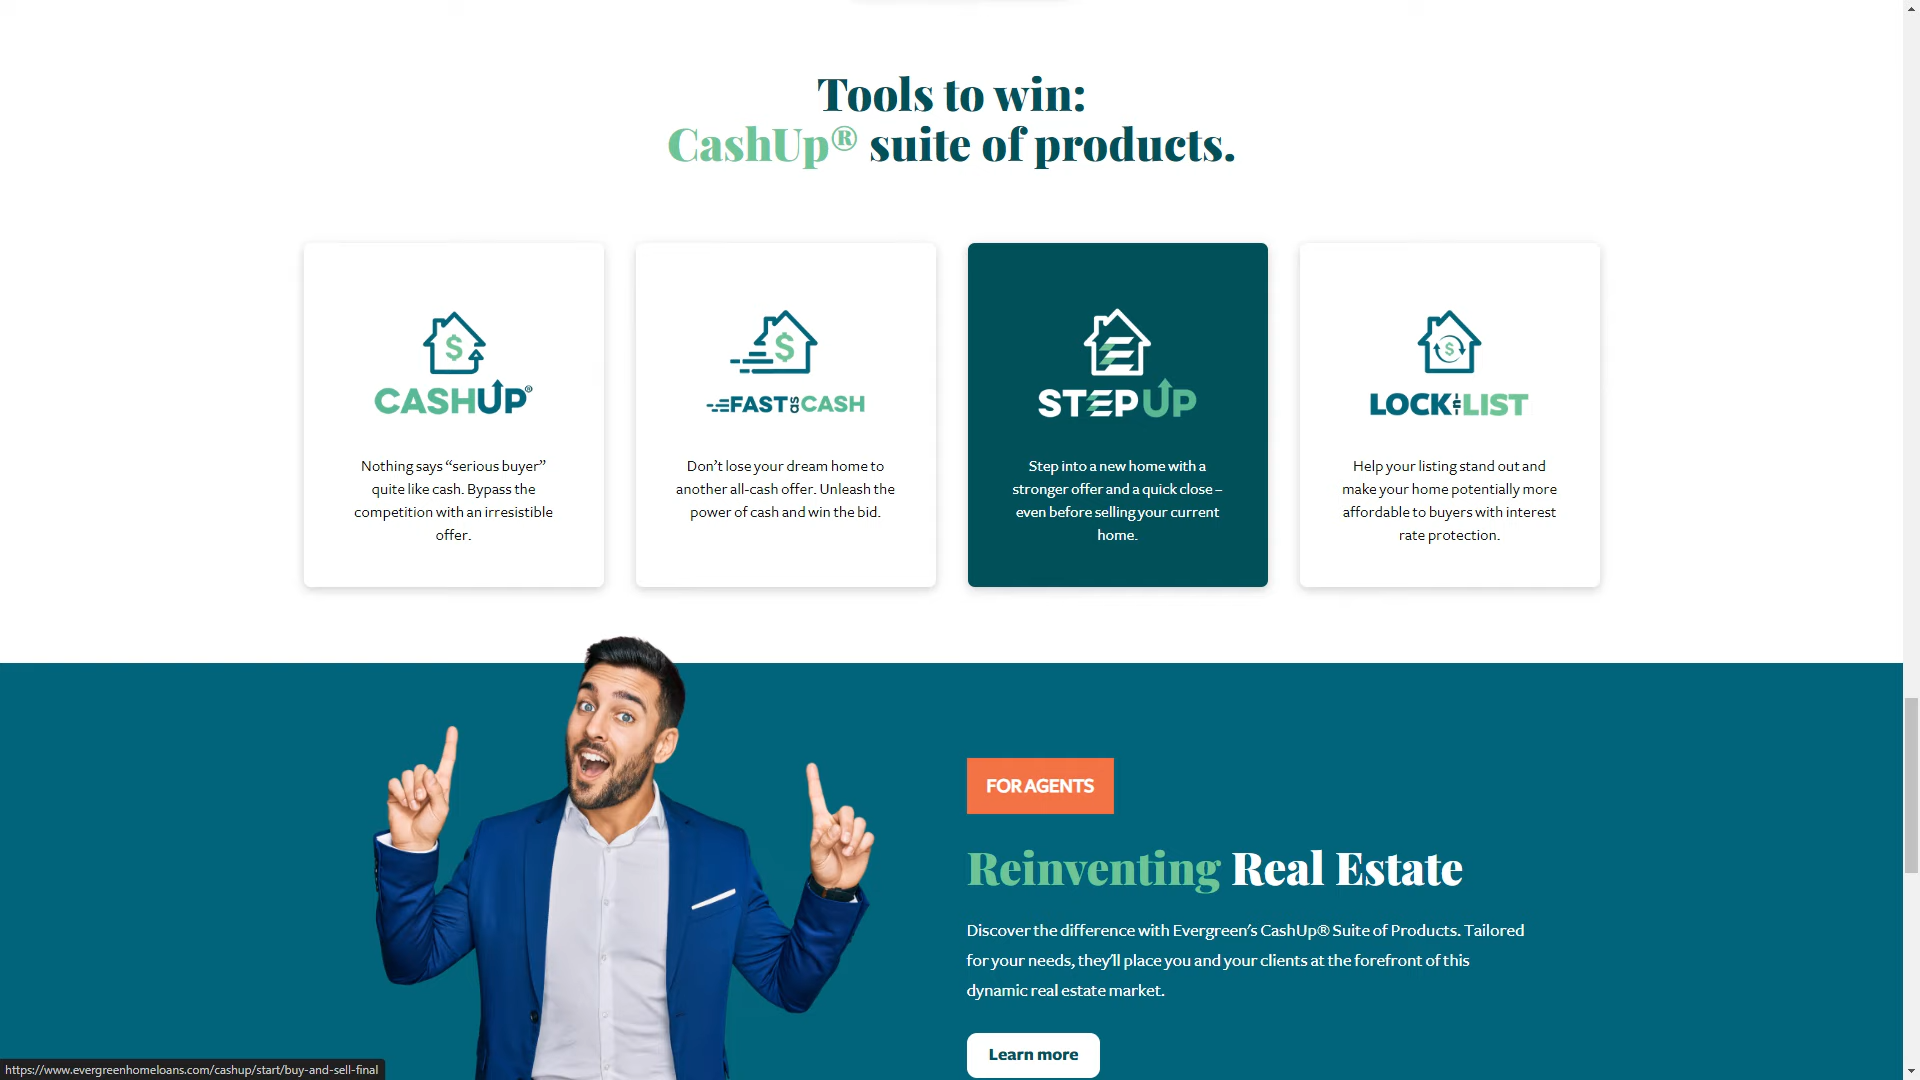 Tools to win:
CashUp® suite of products.
CASHUP®
Nothing says “serious buyer”
quite like cash. Bypass the
competition with an irresistible
offer.
FAST as CASH
Don’t lose your dream home to
another all-cash offer. Unleash the
power of cash and win the bid.
STEPUP
Step into a new home with a
stronger offer and a quick close –
even before selling your current
home.
LOCK THE LIST
Help your listing stand out and
make your home potentially more
affordable to buyers with interest
rate protection.
FOR AGENTS
Reinventing Real Estate
Discover the difference with Evergreen’s CashUp® Suite of Products. Tailored
for your needs, they’ll place you and your clients at the forefront of this
dynamic real estate market.
Learn more
https://www.evergreenhomeloans.com/cashup/start/buy-and-sell-final